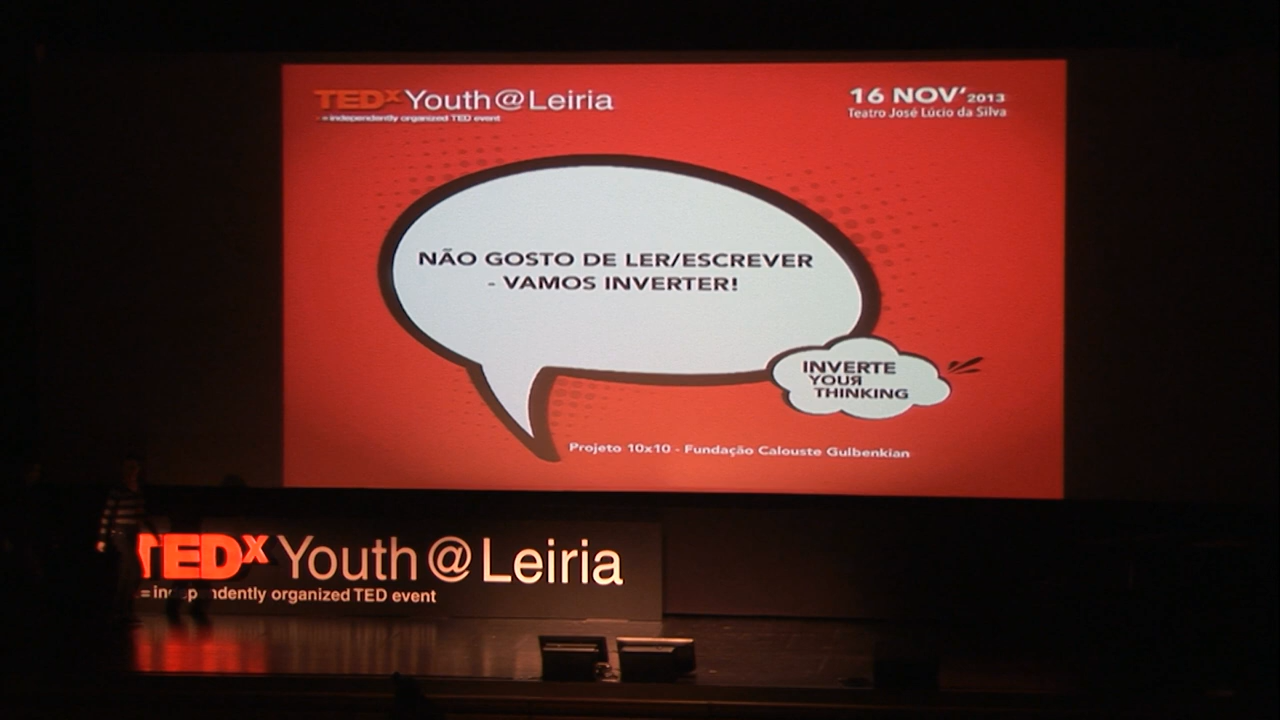 TEDx Youth@Leiria
x = independently organized TED event
16 NOV' 2013
Teatro José Lúcio da Silva
NÃO GOSTO DE LER/ESCREVER
- VAMOS INVERTER!
INVERTE
YOUR
THINKING
Projeto 10x10 - Fundação Calouste Gulbenkian
TEDx Youth@Leiria
= independently organized TED event